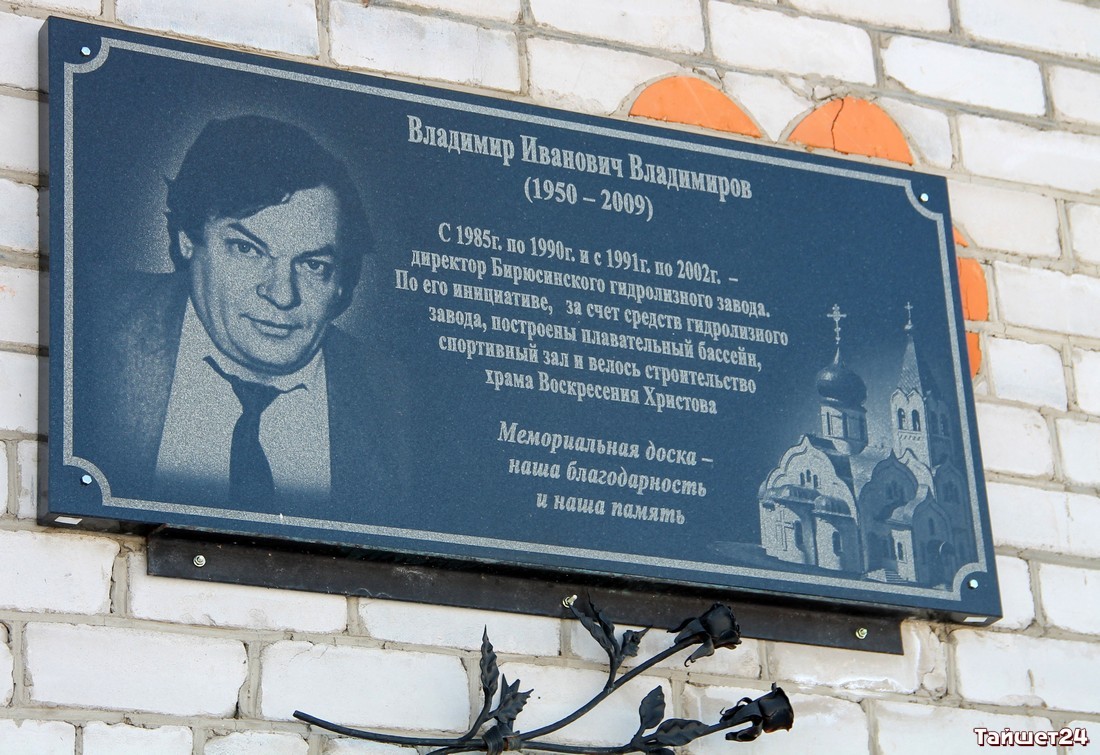 Владимир Иванович Владимиров
(1950 – 2009)
С 1985г. по 1990г. и с 1991г. по 2002г. –
директор Бирюсинского гидролизного завода.
По его инициативе, за счет средств гидролизного
завода, построены плавательный бассейн,
спортивный зал и велось строительство
храма Воскресения Христова
Мемориальная доска –
наша благодарность
и наша память
Тайшет24